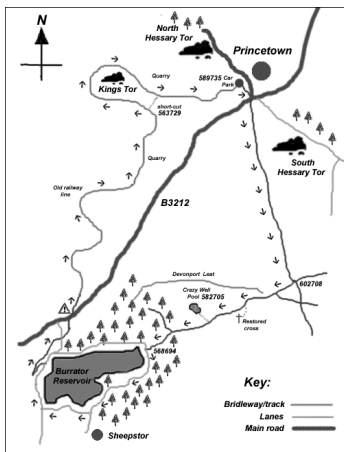 N
North
Hessary Tor
Princetown
589735 Car
Park
Quarry
Kings Tor
short-cut
563729
South
Hessary Tor
Quarry
Old railway
line
B3212
Devonport Leat
602708
Crazy Well
Pool 582705
Restored
cross
568694
Burrator
Reservoir
Sheepstor
Key:
Bridleway/track
Lanes
Main road